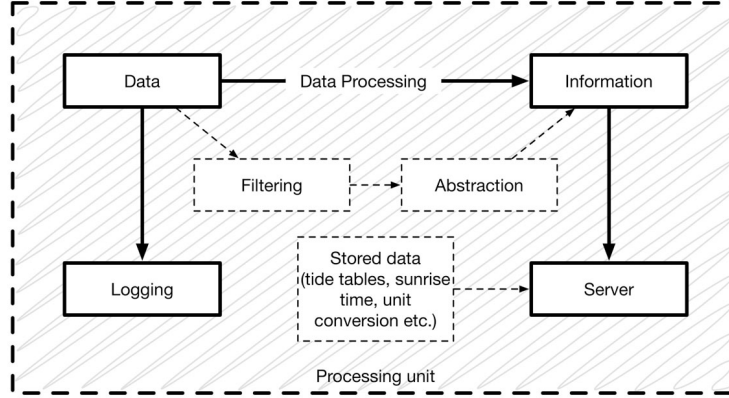 Data
Data Processing
Information
Filtering
Abstraction
Logging
Stored data
(tide tables, sunrise
time, unit
conversion etc.)
Server
Processing unit